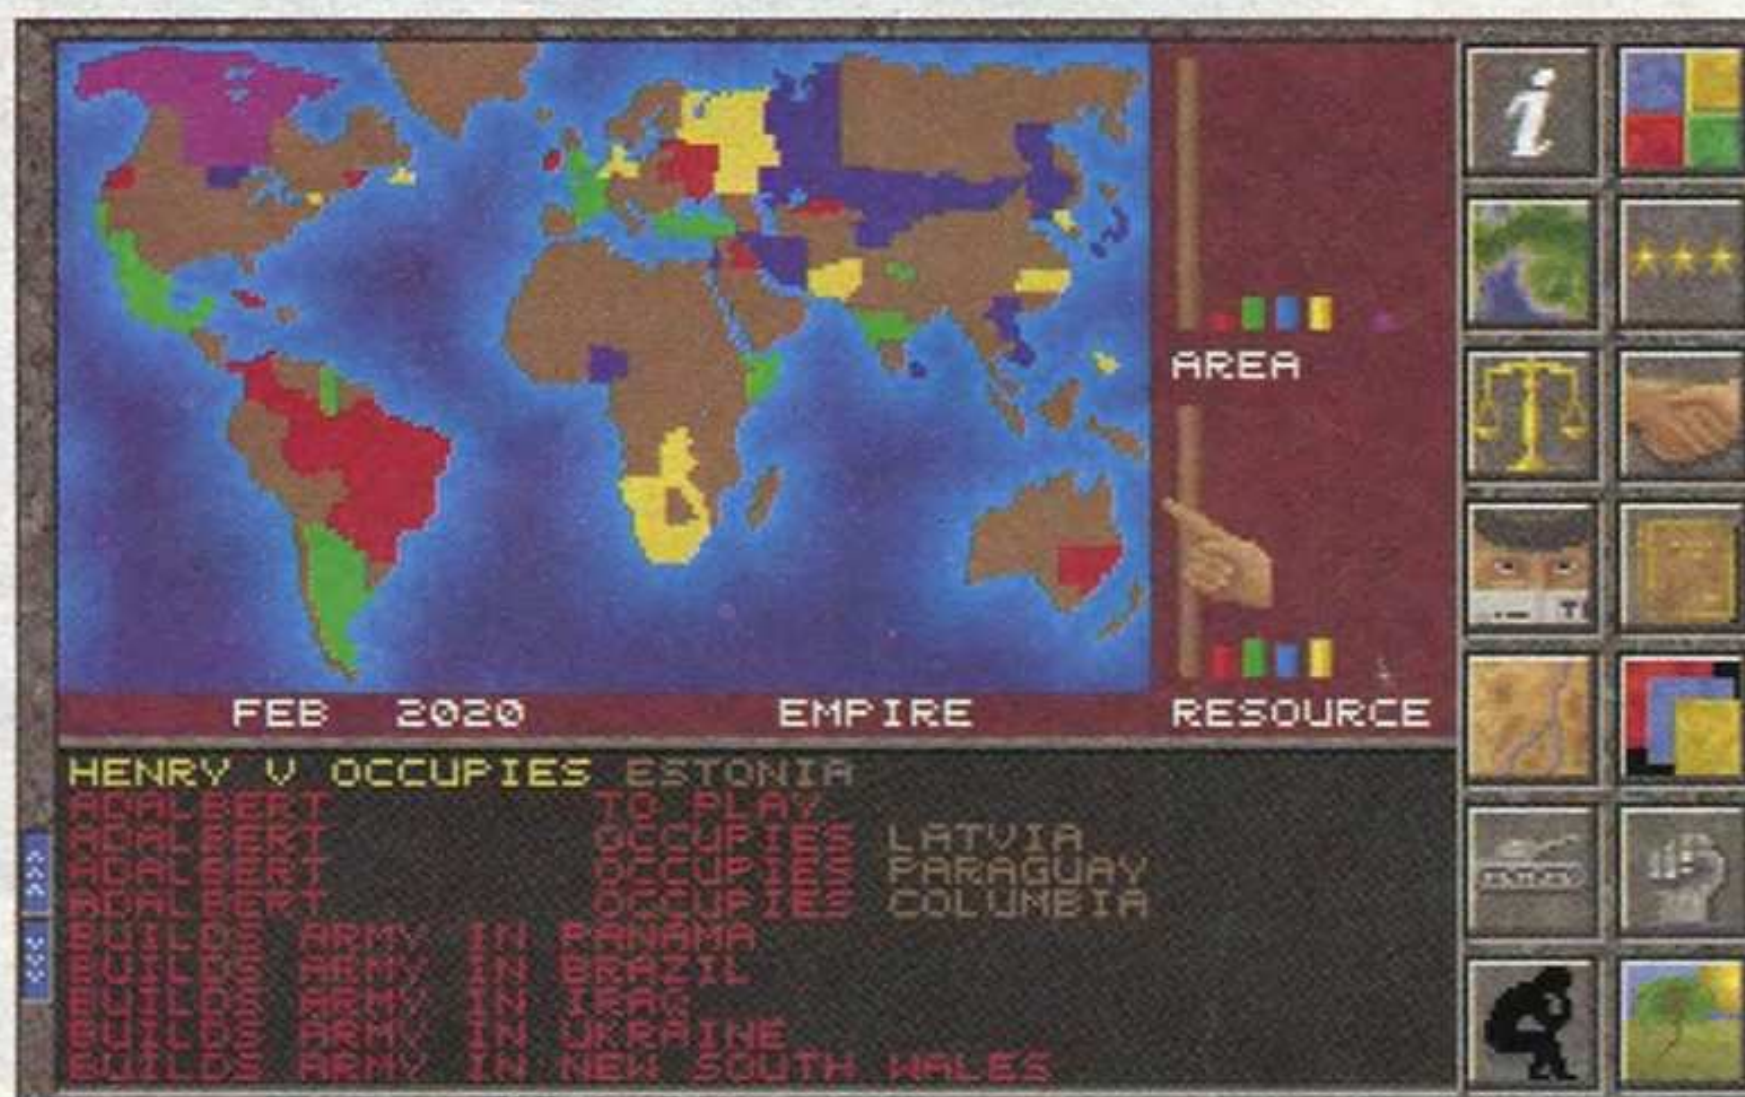 AREA
FEB 2020 EMPIRE RESOURCE
HENRY V OCCUPIES ESTONIA
ADALBERT TO PLAY
ADALBERT OCCUPIES LATVIA
ADALBERT OCCUPIES PARAGUAY
ADALBERT OCCUPIES COLUMBIA
BUILDS ARMY IN PANAMA
BUILDS ARMY IN BRAZIL
BUILDS ARMY IN IRAQ
BUILDS ARMY IN UKRAINE
BUILDS ARMY IN NEW SOUTH WALES